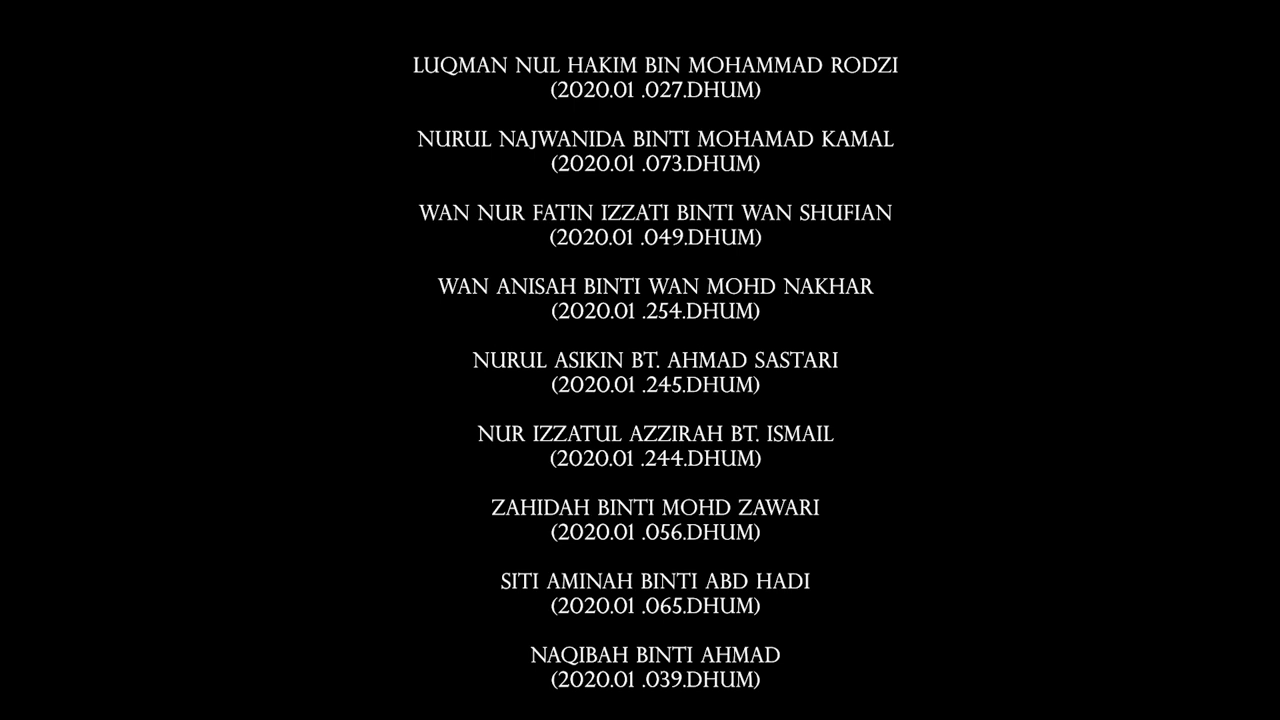 LUQMAN NUL HAKIM BIN MOHAMMAD RODZI
(2020.01 .027.DHUM)
NURUL NAJWANIDA BINTI MOHAMAD KAMAL
(2020.01 .073.DHUM)
WAN NUR FATIN IZZATI BINTI WAN SHUFIAN
(2020.01 .049.DHUM)
WAN ANISAH BINTI WAN MOHD NAKHAR
(2020.01 .254.DHUM)
NURUL ASIKIN BT. AHMAD SASTARI
(2020.01 .245.DHUM)
NUR IZZATUL AZZIRAH BT. ISMAIL
(2020.01 .244.DHUM)
ZAHIDAH BINTI MOHD ZAWARI
(2020.01 .056.DHUM)
SITI AMINAH BINTI ABD HADI
(2020.01 .065.DHUM)
NAQIBAH BINTI AHMAD
(2020.01 .039.DHUM)